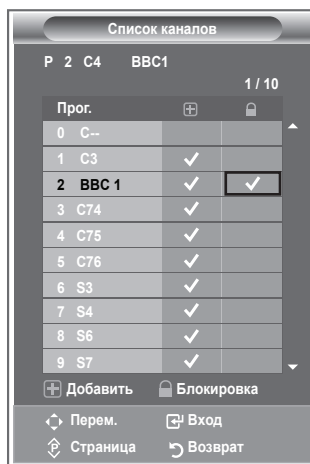 Список каналов
P 2 C4 BBC1
1 / 10
Прог.
0 C--
1 C3
2 BBC 1
3 C74
4 C75
5 C76
6 S3
7 S4
8 S6
9 S7
Добавить Блокировка
Перем. Вход
P Страница Возврат